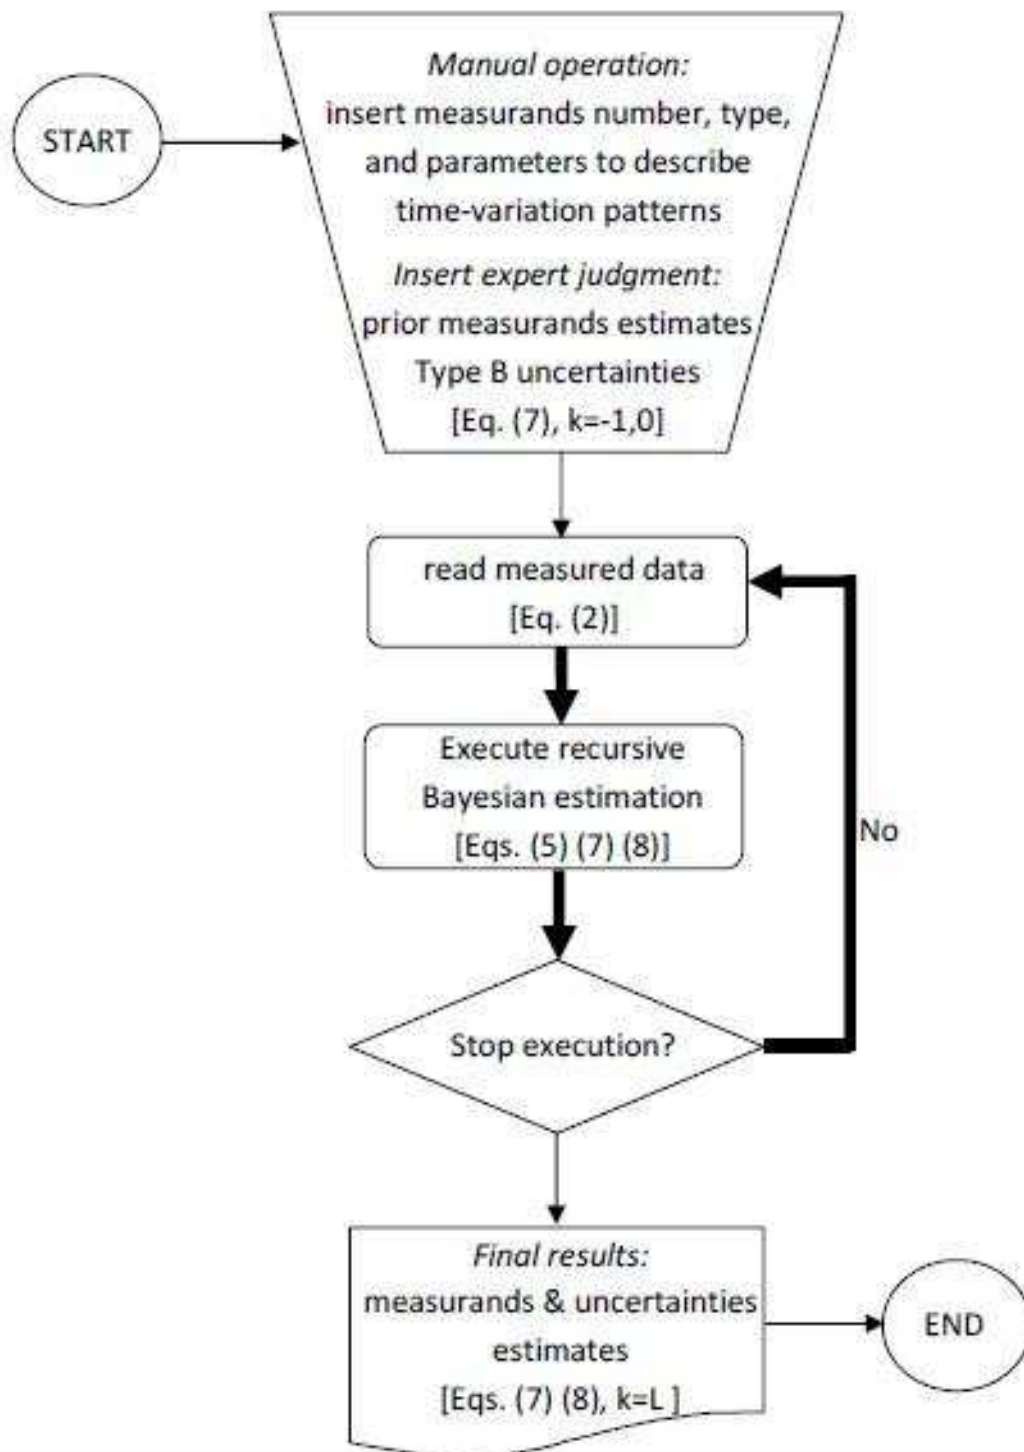 START
Manual operation:
insert measurands number, type,
and parameters to describe
time-variation patterns
Insert expert judgment:
prior measurands estimates
Type B uncertainties
[Eq. (7), k=-1,0]
read measured data
[Eq. (2)]
Execute recursive
Bayesian estimation
[Eqs. (5) (7) (8)]
No
Stop execution?
Final results:
measurands & uncertainties
estimates
[Eqs. (7) (8), k=L ]
END